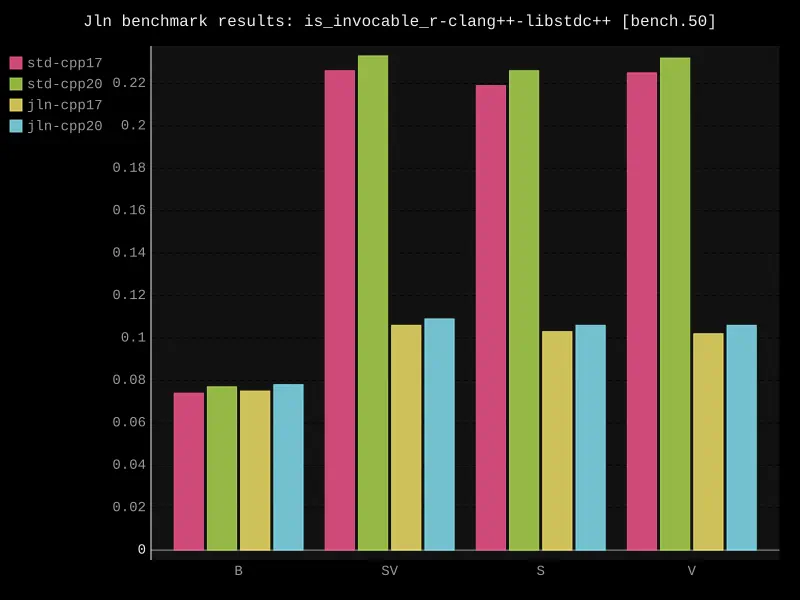 Jln benchmark results: is_invocable_r-clang++-libstdc++ [bench.50]
std-cpp17
std-cpp20
jln-cpp17
jln-cpp20
0.22
0.2
0.18
0.16
0.14
0.12
0.1
0.08
0.06
0.04
0.02
0
B SV S V